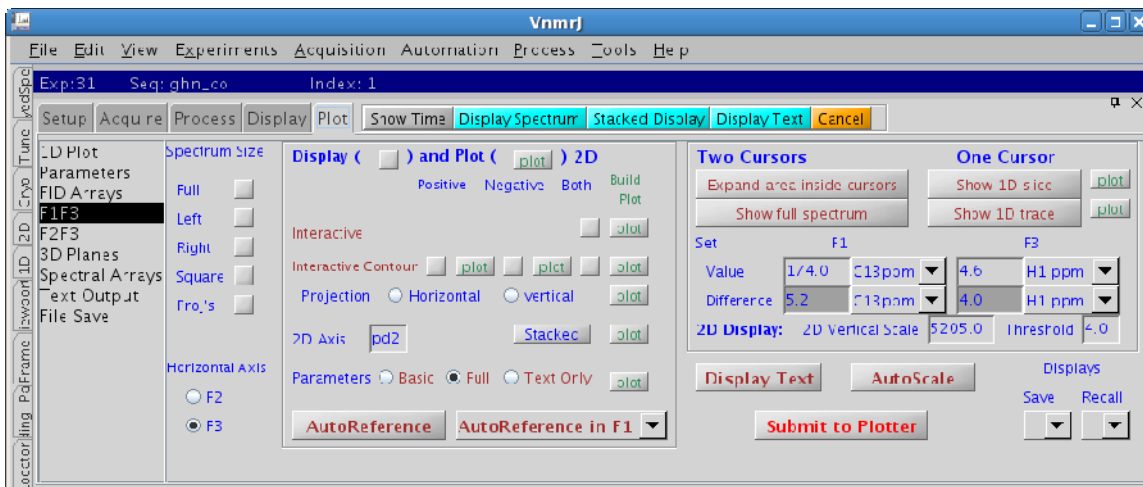 VnmrJ
File Edit View Experiments Acquisition Automation Process Tools Help
Exp:31 Seq: ghn_co Index: 1
Setup Acquire Process Display Plot Show Time Display Spectrum Stacked Display Display Text Cancel
Tune
2D
1D
1D Plot
Parameters
FID Arrays
F1F3
F2F3
3D Planes
Spectral Arrays
Text Output
File Save
Spectrum Size
Full
Left
Right
Square
Proj's
Horizontal Axis
F2
F3
Display ( ) and Plot ( plot ) 2D
Positive Negative Both Build Plot
Interactive plot
Interactive Contour plot plot plot
Projection Horizontal vertical plot
2D Axis pd2 Stacked plot
Parameters Basic Full Text Only plot
AutoReference AutoReference in F1
Two Cursors One Cursor
Expand area inside cursors Show 1D slice plot
Show full spectrum Show 1D trace plot
Set F1 F3
Value 174.0 C13ppm 4.6 H1 ppm
Difference 5.2 C13ppm 4.0 H1 ppm
2D Display: 2D Vertical Scale 5205.0 Threshold 4.0
Display Text AutoScale Displays
Save Recall
Submit to Plotter